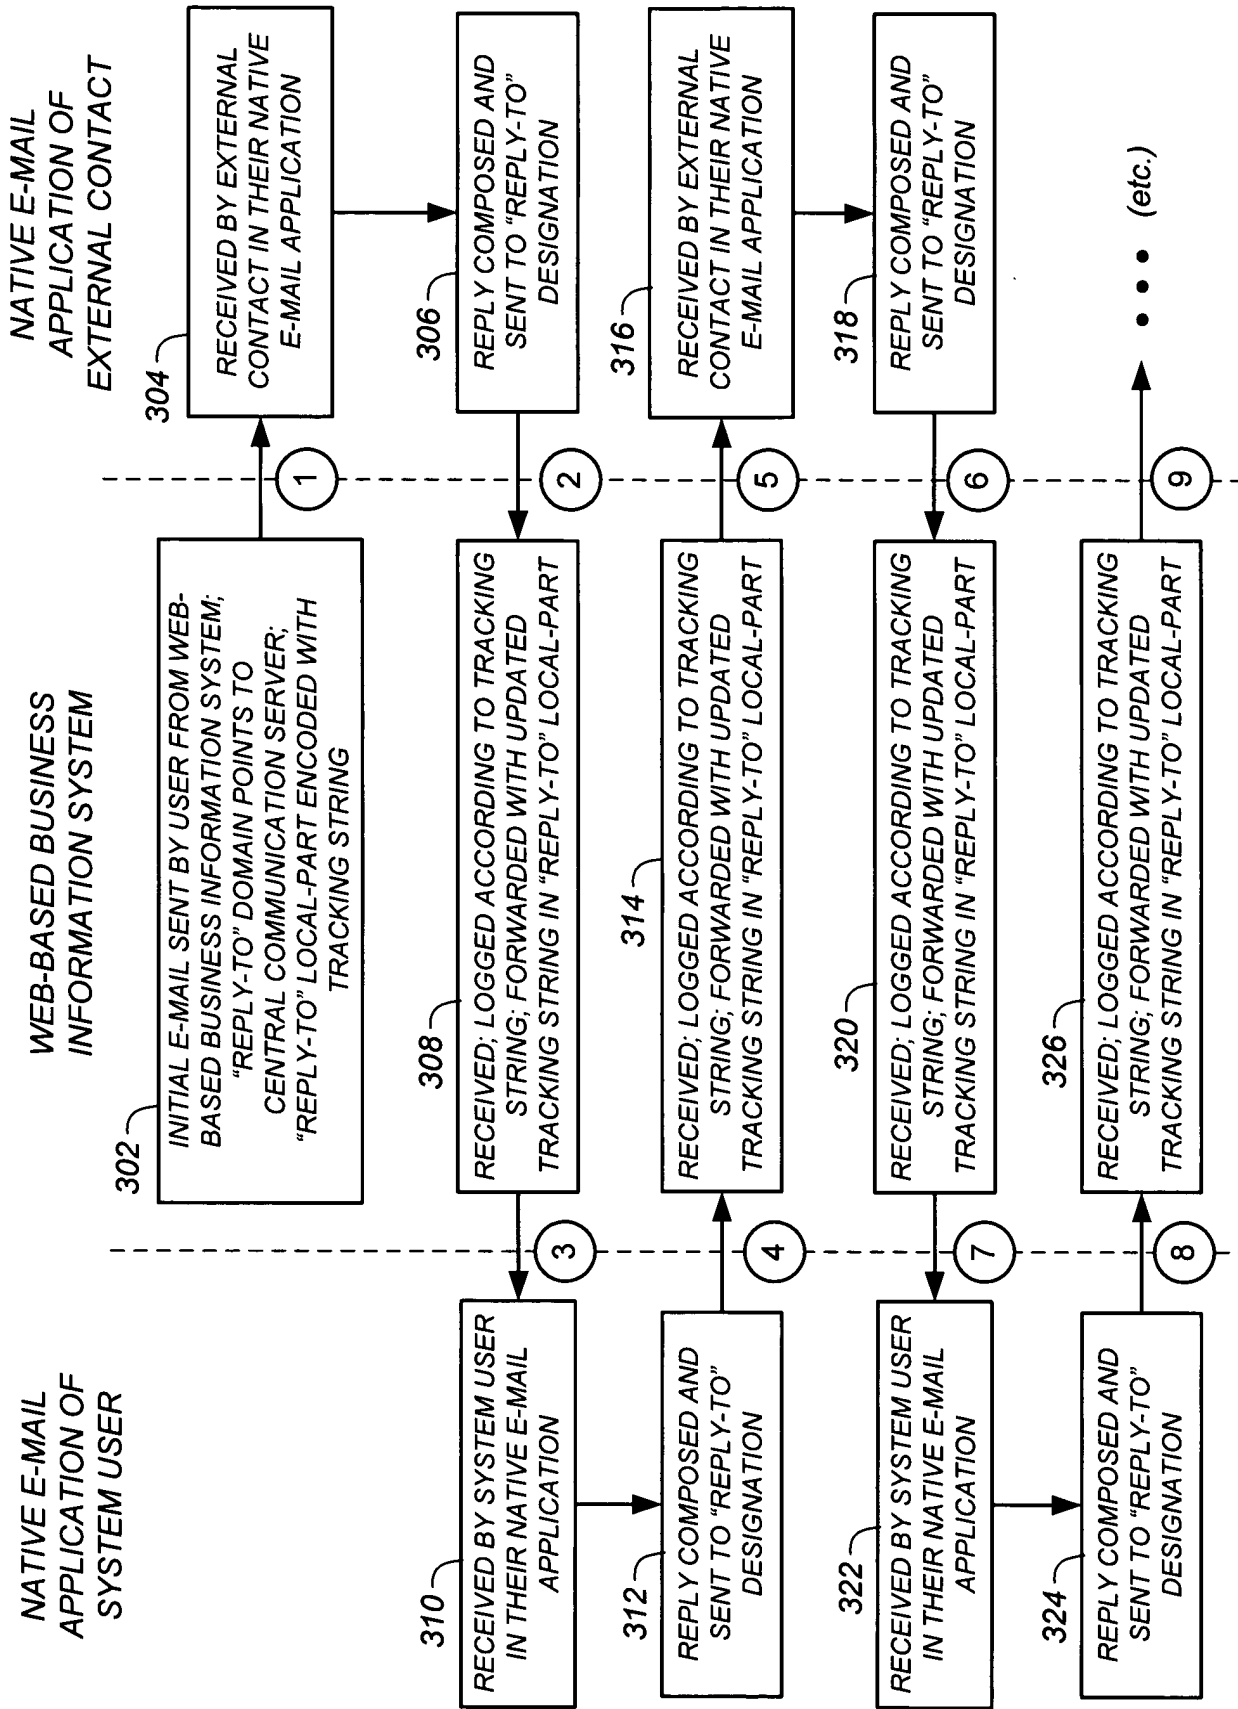 NATIVE E-MAIL
APPLICATION OF
SYSTEM USER
WEB-BASED BUSINESS
INFORMATION SYSTEM
NATIVE E-MAIL
APPLICATION OF
EXTERNAL CONTACT
302
INITIAL E-MAIL SENT BY USER FROM WEB-
BASED BUSINESS INFORMATION SYSTEM;
“REPLY-TO” DOMAIN POINTS TO
CENTRAL COMMUNICATION SERVER;
“REPLY-TO” LOCAL-PART ENCODED WITH
TRACKING STRING
1
304
RECEIVED BY EXTERNAL
CONTACT IN THEIR NATIVE
E-MAIL APPLICATION
306
REPLY COMPOSED AND
SENT TO “REPLY-TO”
DESIGNATION
2
308
RECEIVED; LOGGED ACCORDING TO TRACKING
STRING; FORWARDED WITH UPDATED
TRACKING STRING IN “REPLY-TO” LOCAL-PART
3
310
RECEIVED BY SYSTEM USER
IN THEIR NATIVE E-MAIL
APPLICATION
312
REPLY COMPOSED AND
SENT TO “REPLY-TO”
DESIGNATION
4
314
RECEIVED; LOGGED ACCORDING TO TRACKING
STRING; FORWARDED WITH UPDATED
TRACKING STRING IN “REPLY-TO” LOCAL-PART
5
316
RECEIVED BY EXTERNAL
CONTACT IN THEIR NATIVE
E-MAIL APPLICATION
318
REPLY COMPOSED AND
SENT TO “REPLY-TO”
DESIGNATION
6
320
RECEIVED; LOGGED ACCORDING TO TRACKING
STRING; FORWARDED WITH UPDATED
TRACKING STRING IN “REPLY-TO” LOCAL-PART
7
322
RECEIVED BY SYSTEM USER
IN THEIR NATIVE E-MAIL
APPLICATION
324
REPLY COMPOSED AND
SENT TO “REPLY-TO”
DESIGNATION
8
326
RECEIVED; LOGGED ACCORDING TO TRACKING
STRING; FORWARDED WITH UPDATED
TRACKING STRING IN “REPLY-TO” LOCAL-PART
9
• • • (etc.)